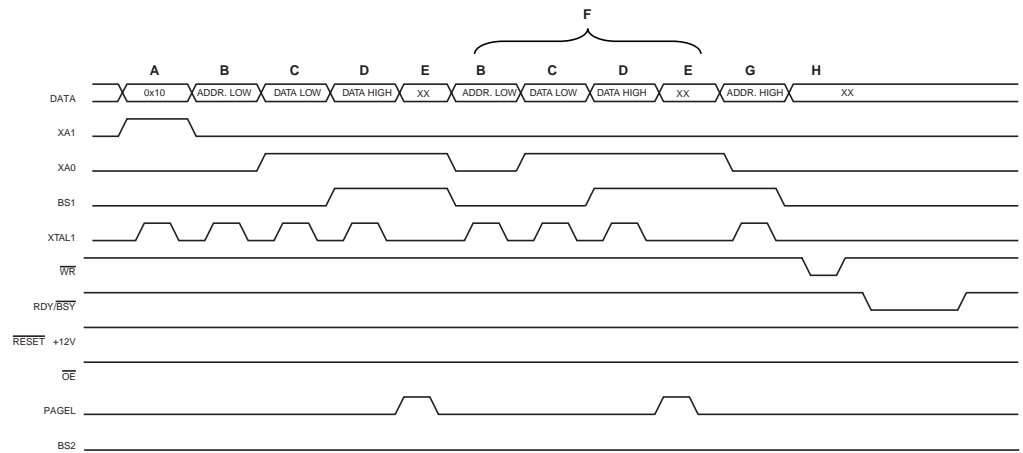 F
A B C D E B C D E G H
DATA 0x10 ADDR. LOW DATA LOW DATA HIGH XX ADDR. LOW DATA LOW DATA HIGH XX ADDR. HIGH XX
XA1
XA0
BS1
XTAL1
WR
RDY/BSY
RESET +12V
OE
PAGEL
BS2